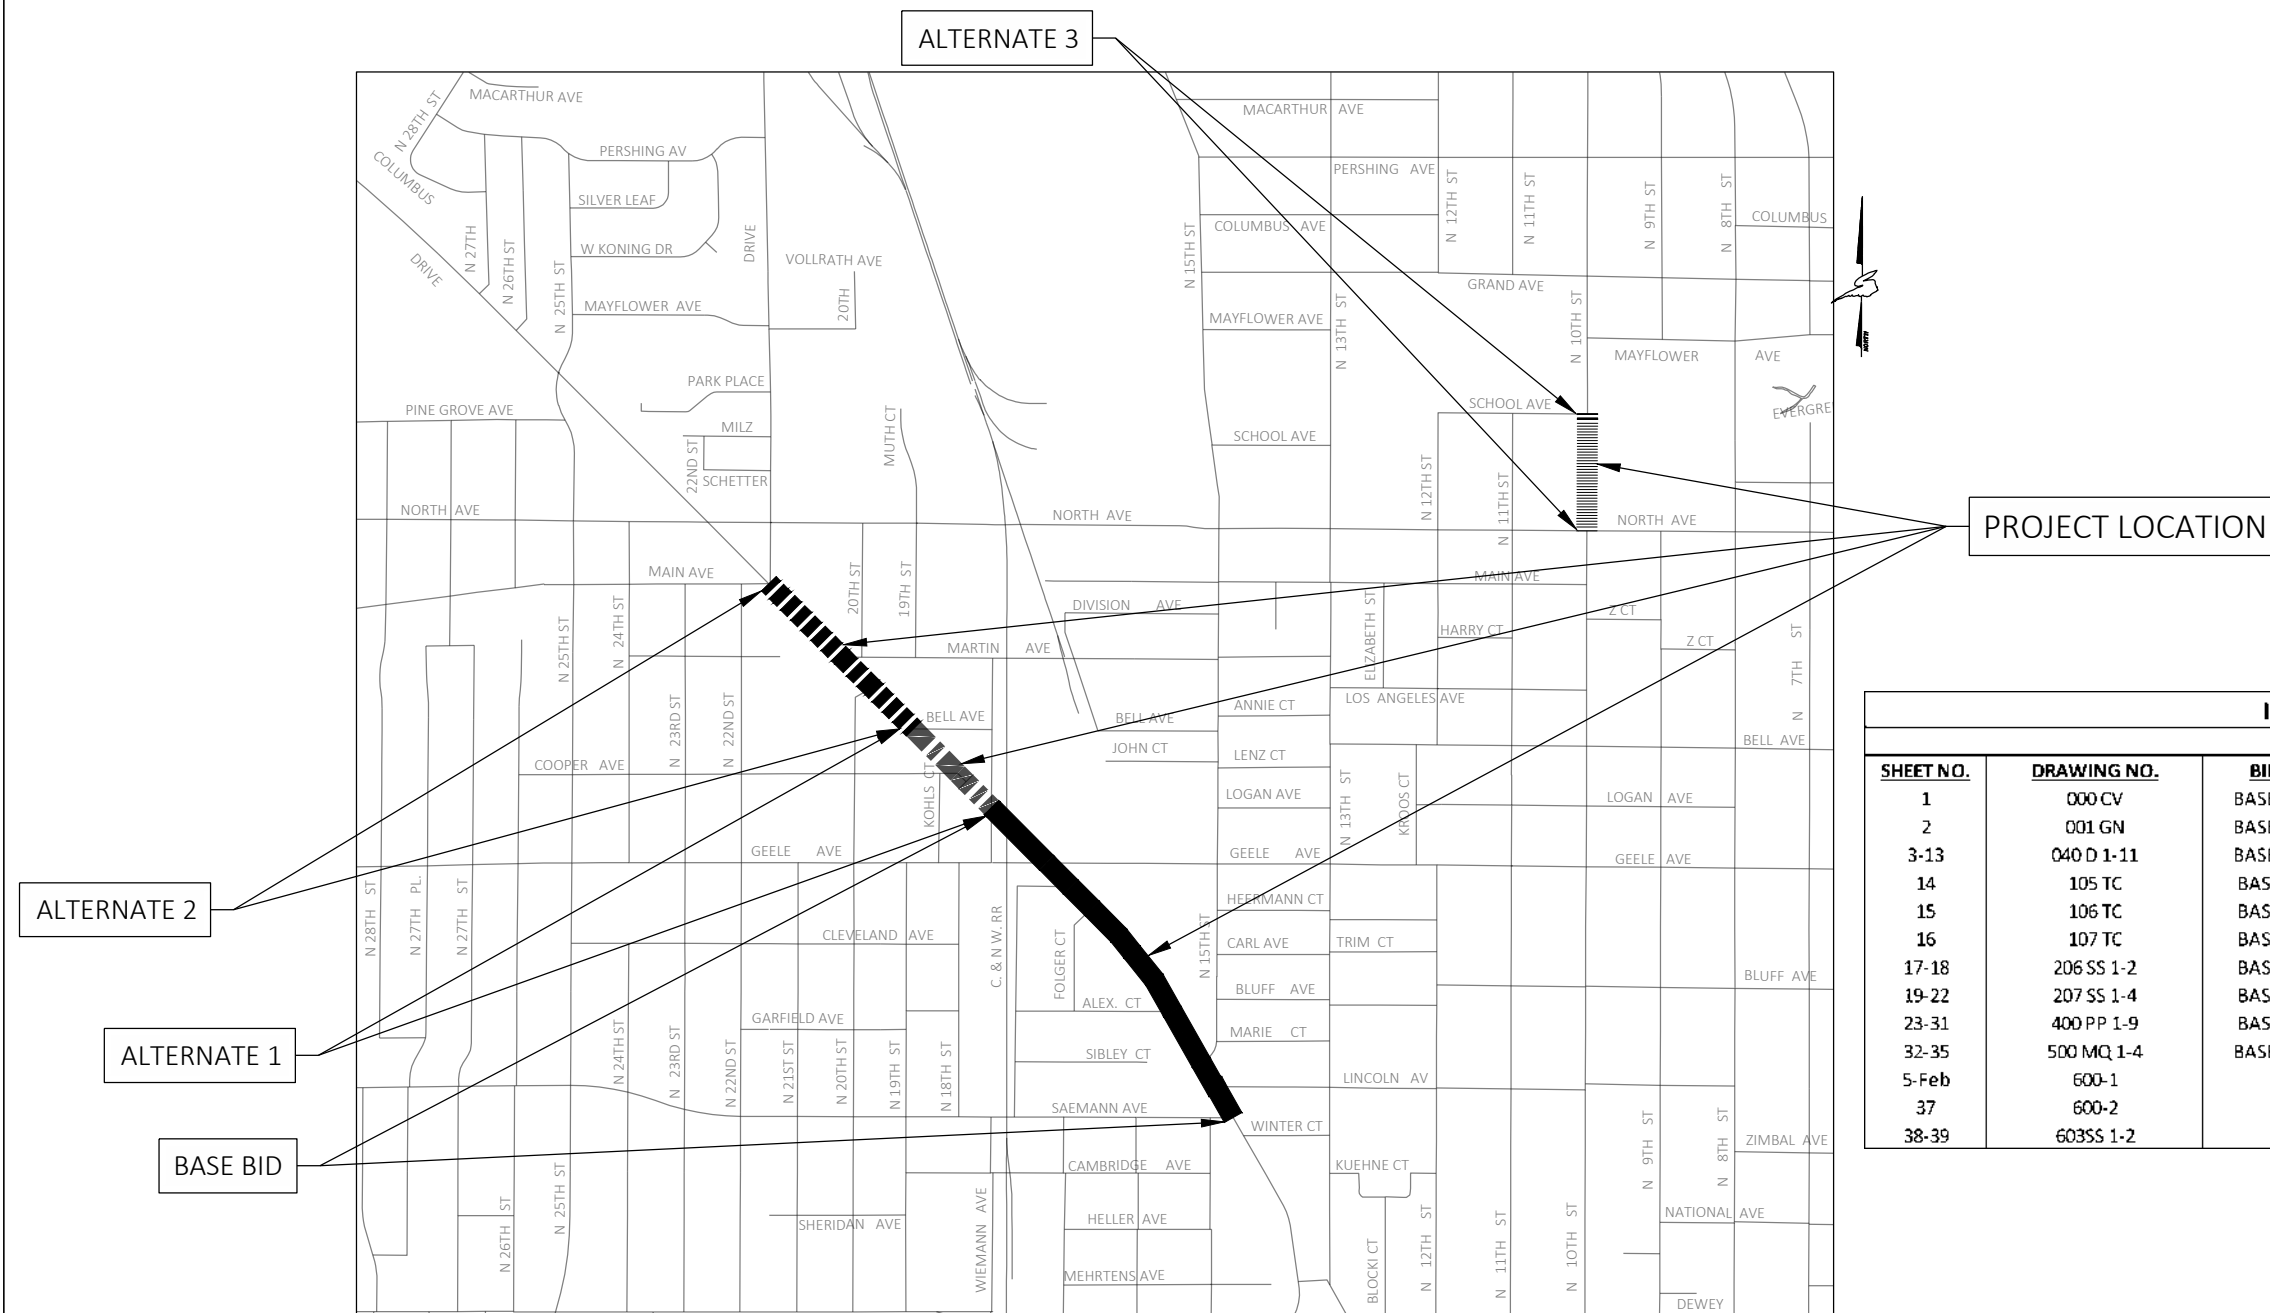 ALTERNATE 3
MACARTHUR AVE
N 28TH ST
COLUMBUS
DRIVE
PERSHING AV
SILVER LEAF
W KONING DR
DRIVE
N 27TH
N 26TH ST
N 25TH ST
MAYFLOWER AVE
VOLLRATH AVE
20TH
MACARTHUR AVE
PERSHING AVE
COLUMBUS AVE
N 15TH ST
N 12TH ST
N 11TH ST
N 9TH ST
N 8TH ST
COLUMBUS
GRAND AVE
MAYFLOWER AVE
N 13TH ST
N 10TH ST
MAYFLOWER AVE
NORTH
PARK PLACE
PINE GROVE AVE
MILZ
22ND ST
SCHETTER
MUTH CT
SCHOOL AVE
SCHOOL AVE
EVERGRE
N 12TH ST
N 11TH ST
NORTH AVE
NORTH AVE
NORTH AVE
PROJECT LOCATION
MAIN AVE
20TH ST
19TH ST
N 25TH ST
N 24TH ST
MAIN AVE
DIVISION AVE
ELIZABETH ST
HARRY CT
Z CT
Z CT
N 7TH ST
MARTIN AVE
LOS ANGELES AVE
N 23RD ST
N 22ND ST
BELL AVE
BELL AVE
ANNIE CT
BELL AVE
JOHN CT
LENZ CT
COOPER AVE
KOHLS CT
LOGAN AVE
N 13TH ST
KROOS CT
LOGAN AVE
GEELE AVE
GEELE AVE
GEELE AVE
SHEET NO. DRAWING NO. BI
1 000 CV BAS
2 001 GN BAS
3-13 040 D 1-11 BAS
14 105 TC BAS
15 106 TC BAS
16 107 TC BAS
17-18 206 SS 1-2 BAS
19-22 207 SS 1-4 BAS
23-31 400 PP 1-9 BAS
32-35 500 MQ 1-4 BAS
5-Feb 600-1
37 600-2
38-39 603SS 1-2
ALTERNATE 2
N 28TH ST
N 27TH PL.
N 27TH ST
CLEVELAND AVE
C. & N W. RR
FOLGER CT
N 15TH ST
HEERMANN CT
CARL AVE
TRIM CT
BLUFF AVE
BLUFF AVE
ALEX. CT
MARIE CT
GARFIELD AVE
SIBLEY CT
LINCOLN AV
ALTERNATE 1
N 24TH ST
N 23RD ST
N 22ND ST
N 21ST ST
N 20TH ST
N 19TH ST
N 18TH ST
SAEMANN AVE
WINTER CT
N 9TH ST
N 8TH ST
ZIMBAL AVE
BASE BID
CAMBRIDGE AVE
KUEHNE CT
N 26TH ST
N 25TH ST
SHERIDAN AVE
WIEMANN AVE
HELLER AVE
MEHRTENS AVE
BLOCKI CT
N 12TH ST
N 11TH ST
N 10TH ST
NATIONAL AVE
DEWEY